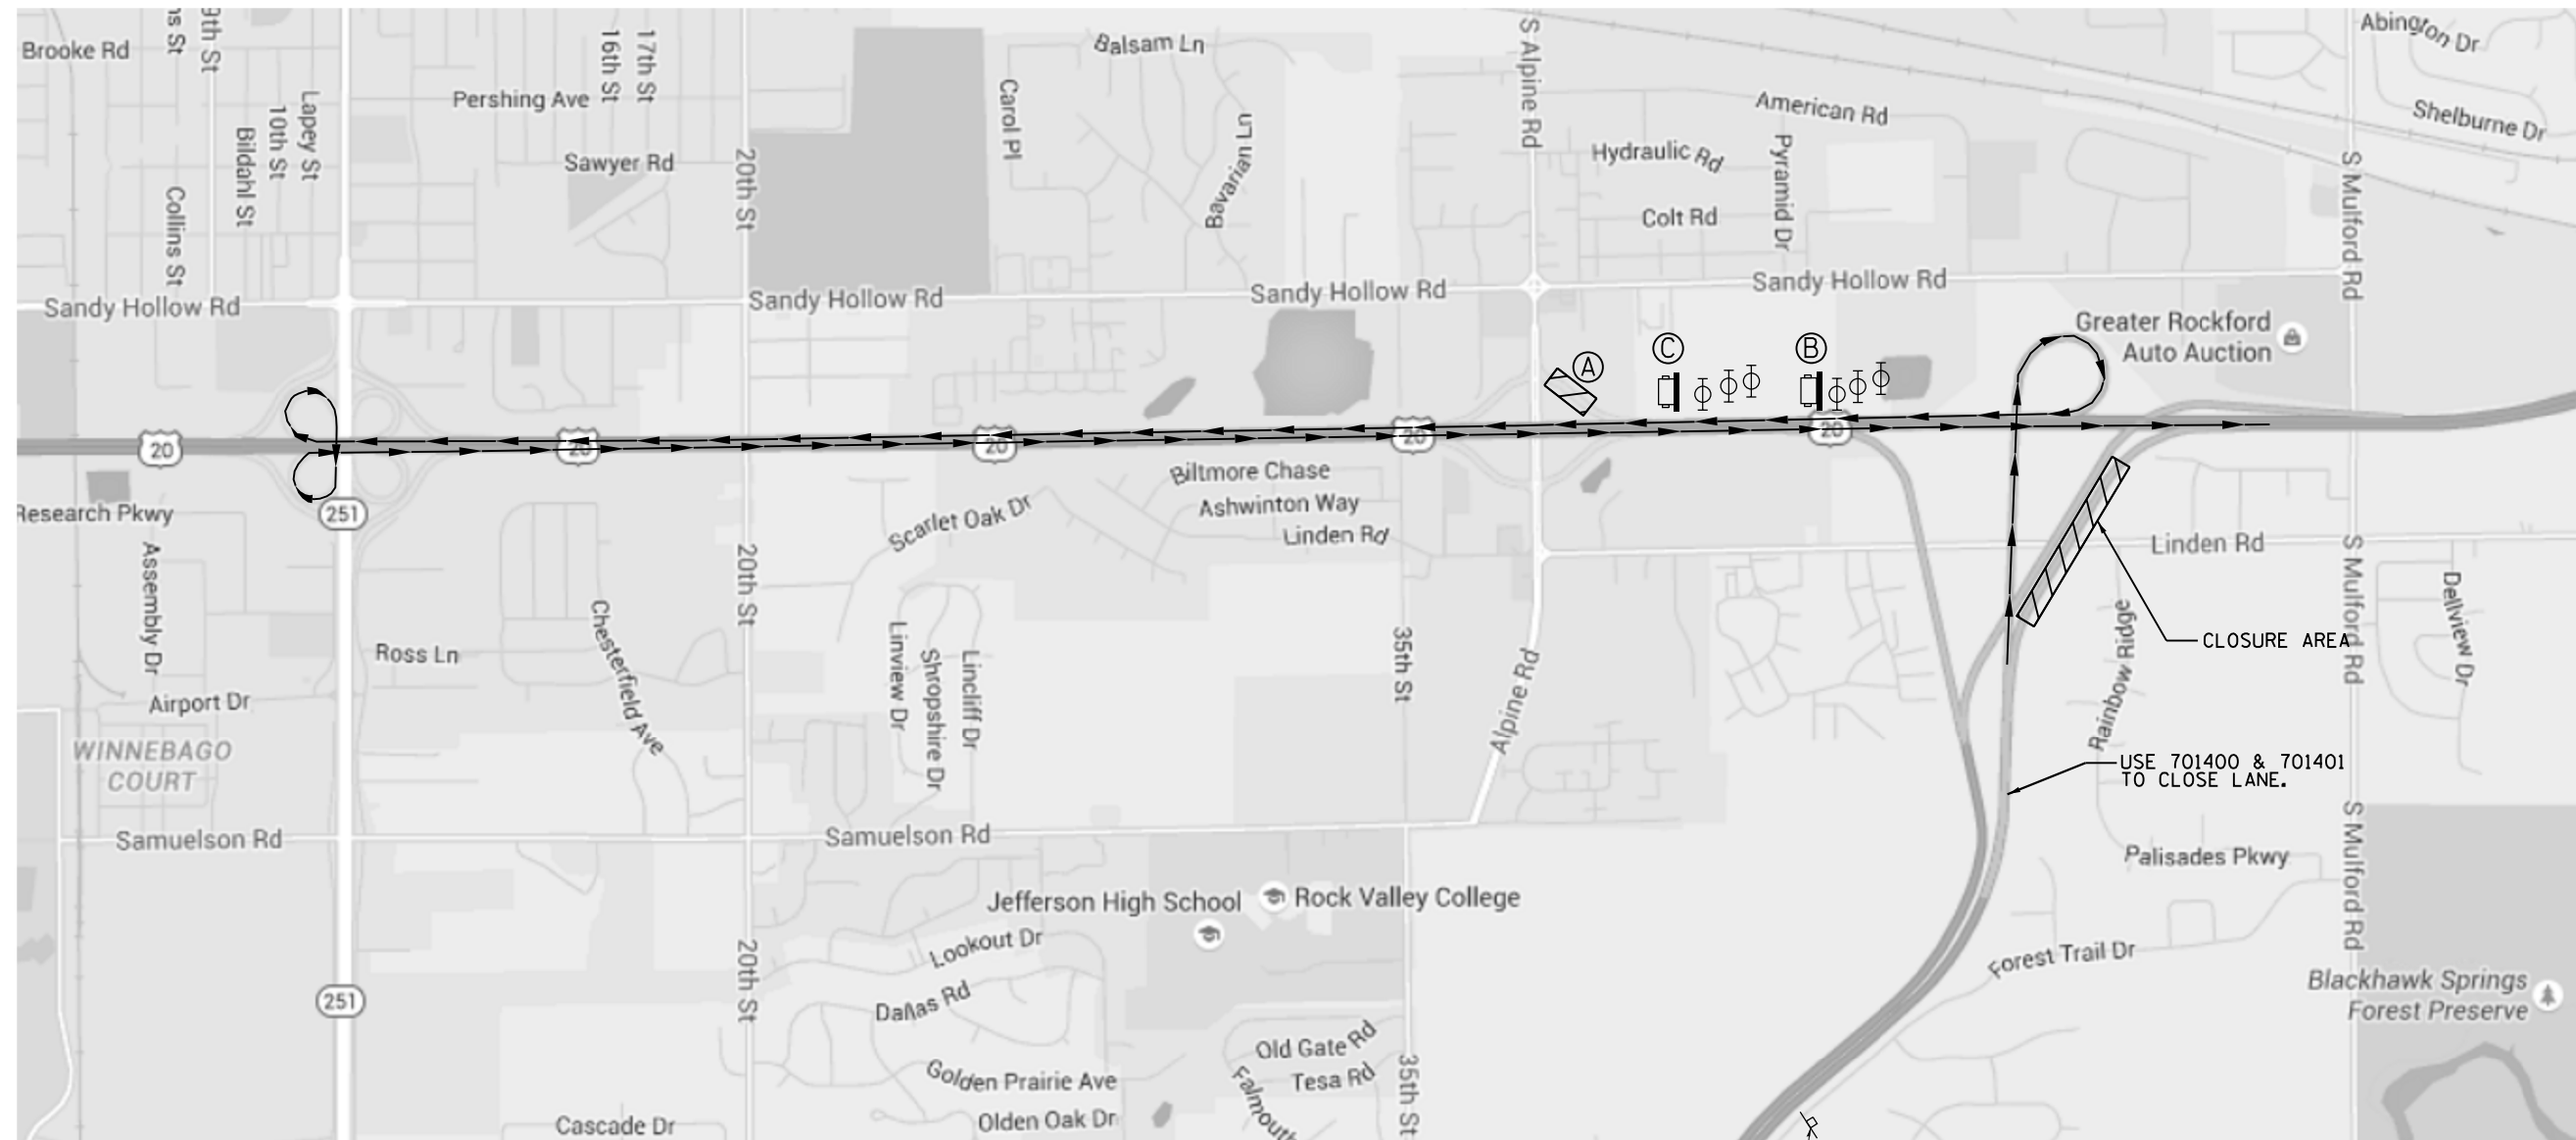 ns St
9th St
Brooke Rd
Lapey St
10th St
Bildahl St
Collins St
16th St
17th St
Pershing Ave
Sawyer Rd
20th St
Carol Pl
Balsam Ln
Bavarian Ln
S Alpine Rd
American Rd
Hydraulic Rd
Pyramid Dr
Colt Rd
Abington Dr
Shelburne Dr
S Mulford Rd
Sandy Hollow Rd
Sandy Hollow Rd
Sandy Hollow Rd
Sandy Hollow Rd
Greater Rockford
Auto Auction
A
C
B
20
20
20
20
20
251
Research Pkwy
Assembly Dr
Airport Dr
WINNEBAGO
COURT
Ross Ln
Chesterfield Ave
20th St
Scarlet Oak Dr
Biltmore Chase
Ashwinton Way
Linden Rd
Linview Dr
Shropshire Dr
Lincliff Dr
35th St
Alpine Rd
Linden Rd
S Mulford Rd
Dellview Dr
CLOSURE AREA
Rainbow Ridge
USE 701400 & 701401
TO CLOSE LANE.
Samuelson Rd
Samuelson Rd
Palisades Pkwy
S Mulford Rd
Jefferson High School
Rock Valley College
Lookout Dr
20th St
Dallas Rd
Forest Trail Dr
Blackhawk Springs
Forest Preserve
251
Old Gate Rd
Tesa Rd
Golden Prairie Ave
Falmouth
35th St
Olden Oak Dr
Cascade Dr